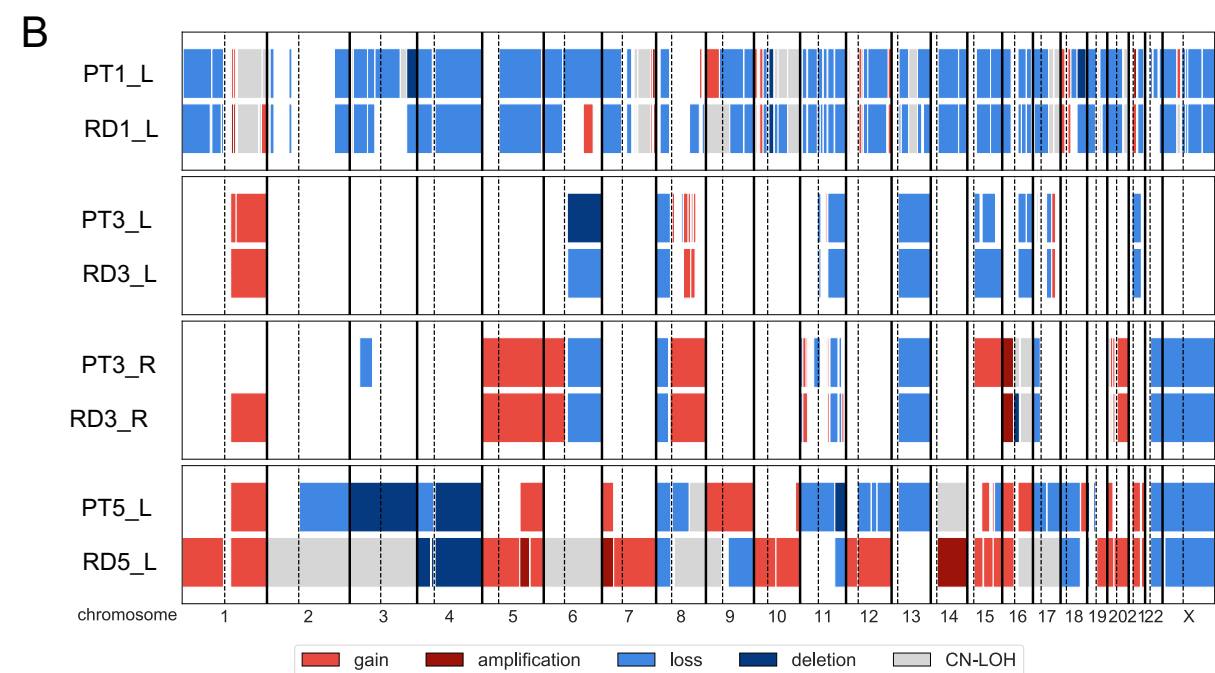 B
PT1_L
RD1_L
PT3_L
RD3_L
PT3_R
RD3_R
PT5_L
RD5_L
chromosome 1 2 3 4 5 6 7 8 9 10 11 12 13 14 15 16 17 18 19 20 21 22 X
gain amplification loss deletion CN-LOH